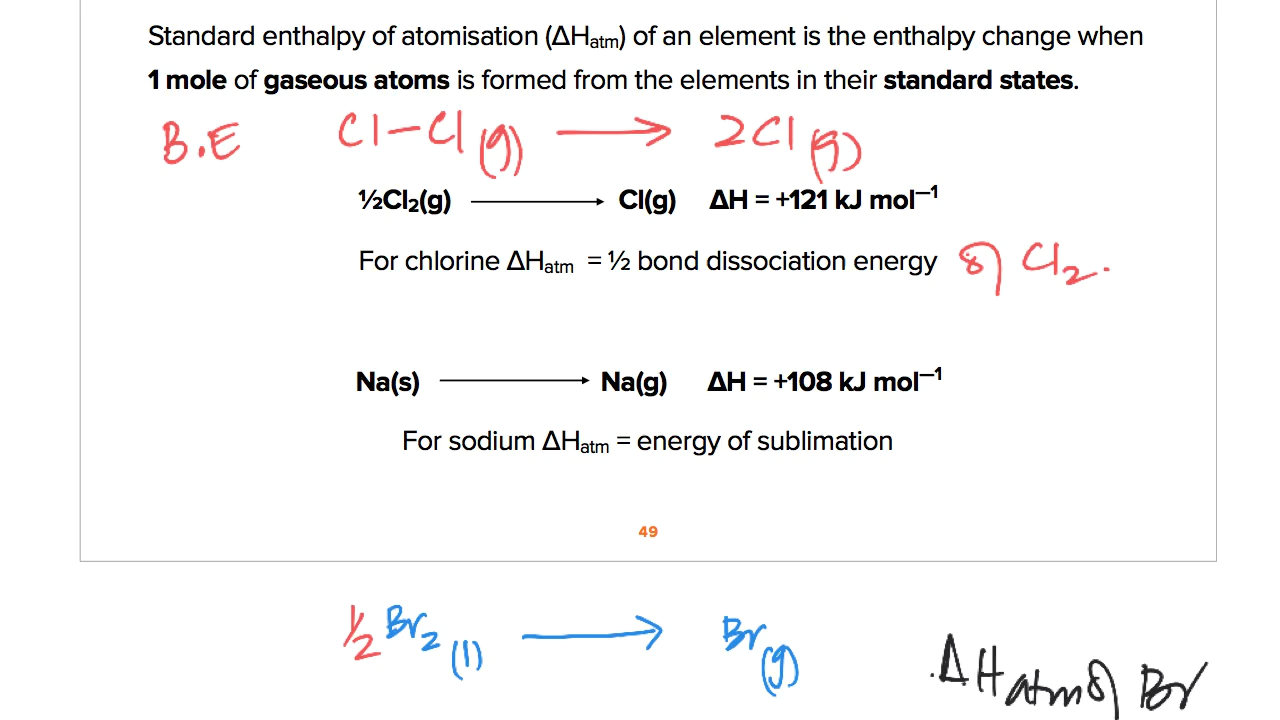 Standard enthalpy of atomisation (ΔHatm) of an element is the enthalpy change when
1 mole of gaseous atoms is formed from the elements in their standard states.
B.E Cl–Cl(g) → 2Cl(g)
½Cl₂(g) → Cl(g) ΔH = +121 kJ mol⁻¹
For chlorine ΔHatm = ½ bond dissociation energy of Cl₂.
Na(s) → Na(g) ΔH = +108 kJ mol⁻¹
For sodium ΔHatm = energy of sublimation
49
½ Br₂(l) → Br(g)
ΔHatm of Br